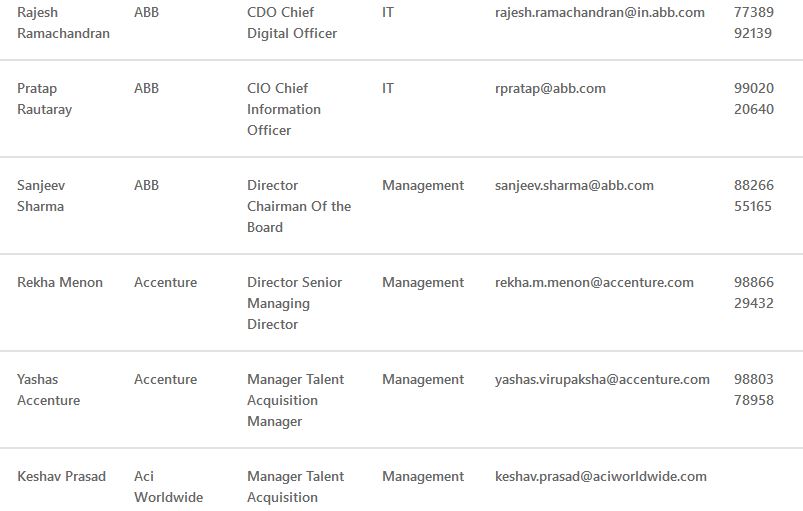 Rajesh ABB CDO Chief IT rajesh.ramachandran@in.abb.com 77389
Ramachandran Digital Officer 92139
Pratap ABB CIO Chief IT rpratap@abb.com 99020
Rautaray Information 20640
Officer
Sanjeev ABB Director Management sanjeev.sharma@abb.com 88266
Sharma Chairman Of the 55165
Board
Rekha Menon Accenture Director Senior Management rekha.m.menon@accenture.com 98866
Managing 29432
Director
Yashas Accenture Manager Talent Management yashas.virupaksha@accenture.com 98803
Accenture Acquisition 78958
Manager
Keshav Prasad Aci Manager Talent Management keshav.prasad@aciworldwide.com
Worldwide Acquisition